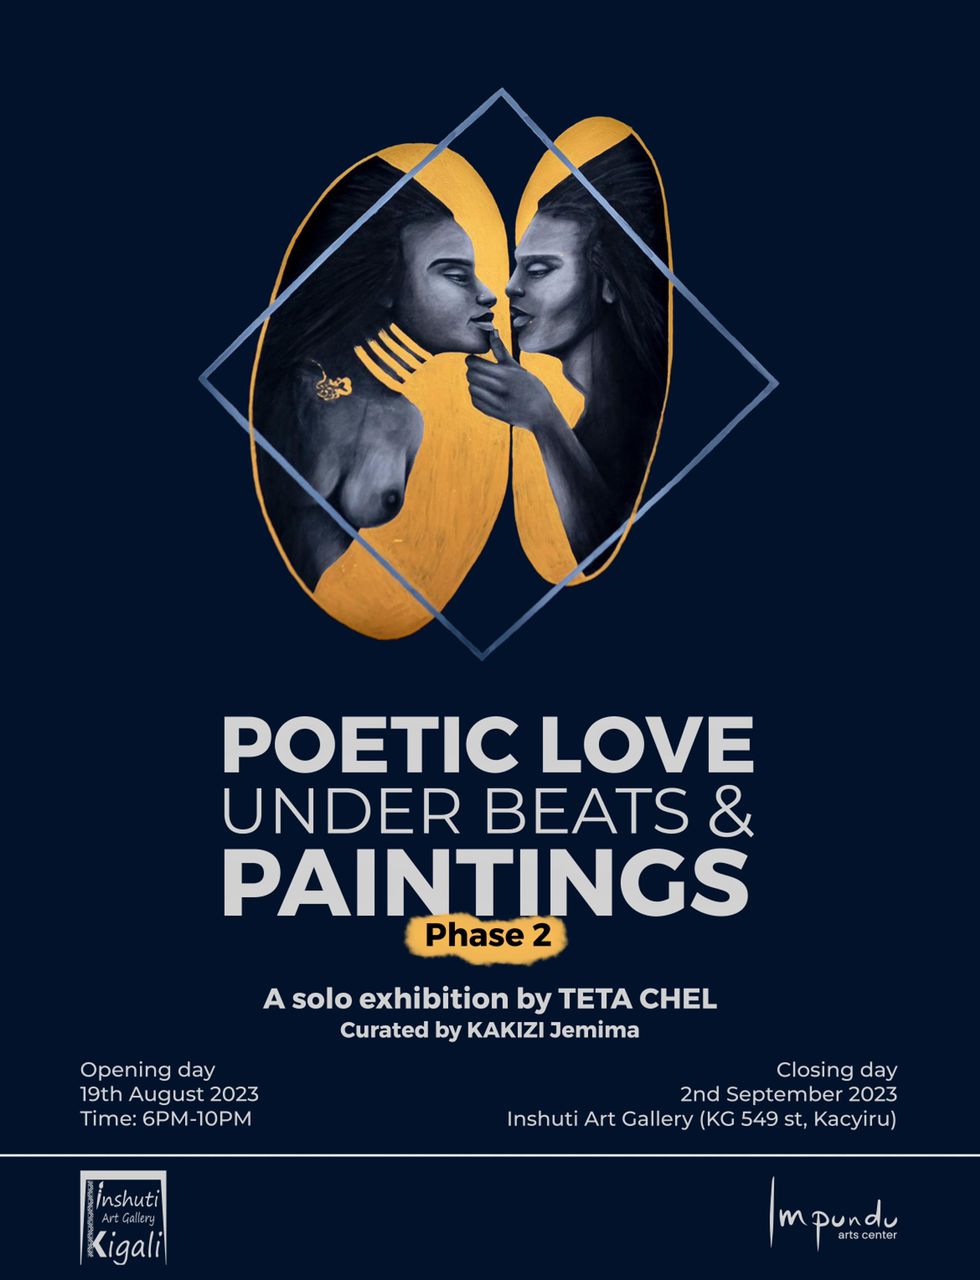 POETIC LOVE
UNDER BEATS &
PAINTINGS
Phase 2
A solo exhibition by TETA CHEL
Curated by KAKIZI Jemima
Opening day
19th August 2023
Time: 6PM-10PM
Closing day
2nd September 2023
Inshuti Art Gallery (KG 549 st, Kacyiru)
inshuti
Art Gallery
Kigali
Impundu
arts center